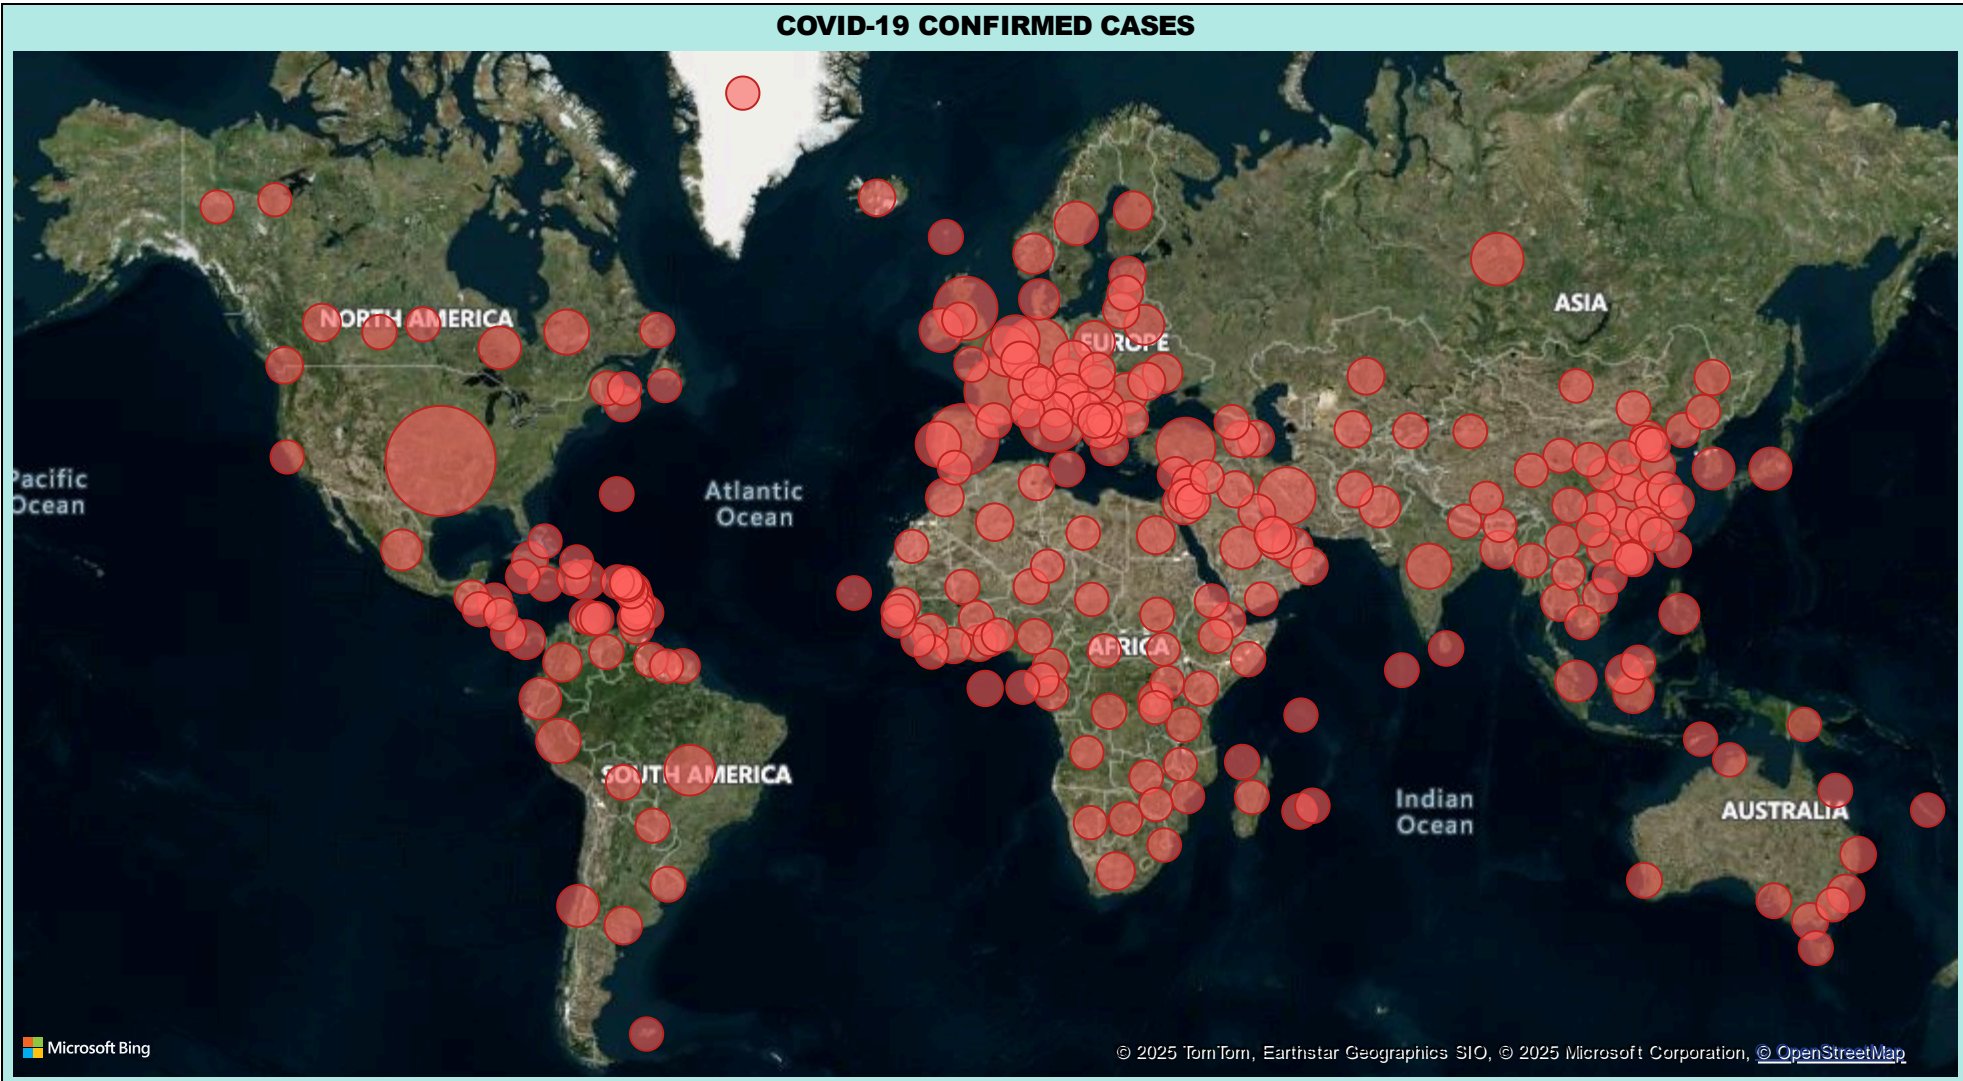 COVID-19 CONFIRMED CASES
NORTH AMERICA
EUROPE
ASIA
Pacific
Ocean
Atlantic
Ocean
AFRICA
SOUTH AMERICA
Indian
Ocean
AUSTRALIA
Microsoft Bing
© 2025 TomTom, Earthstar Geographics SIO, © 2025 Microsoft Corporation, © OpenStreetMap